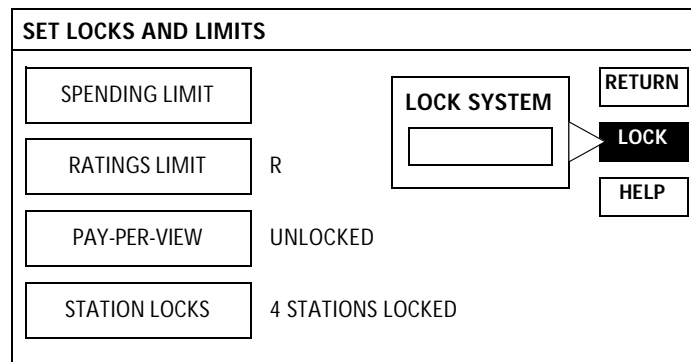 SET LOCKS AND LIMITS
SPENDING LIMIT
LOCK SYSTEM
RETURN
RATINGS LIMIT R
LOCK
HELP
PAY-PER-VIEW UNLOCKED
STATION LOCKS 4 STATIONS LOCKED